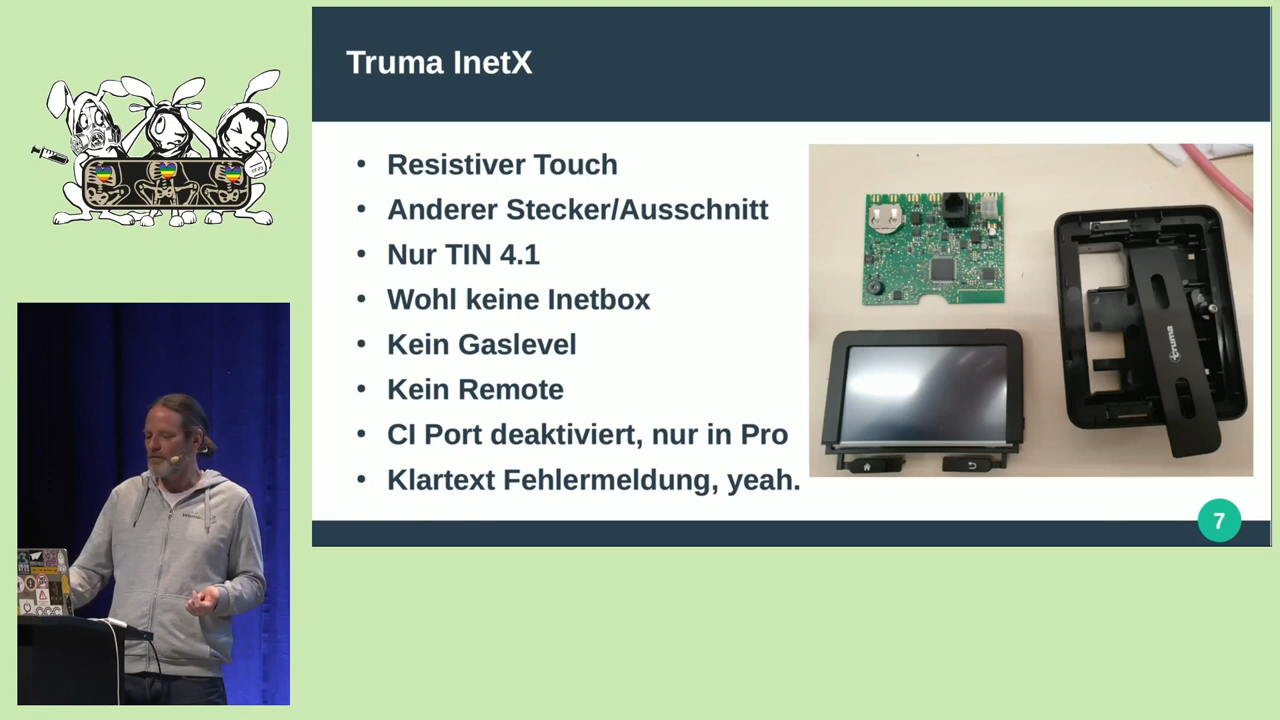 Truma InetX
• Resistiver Touch
• Anderer Stecker/Ausschnitt
• Nur TIN 4.1
• Wohl keine Inetbox
• Kein Gaslevel
• Kein Remote
• CI Port deaktiviert, nur in Pro
• Klartext Fehlermeldung, yeah.
truma
7